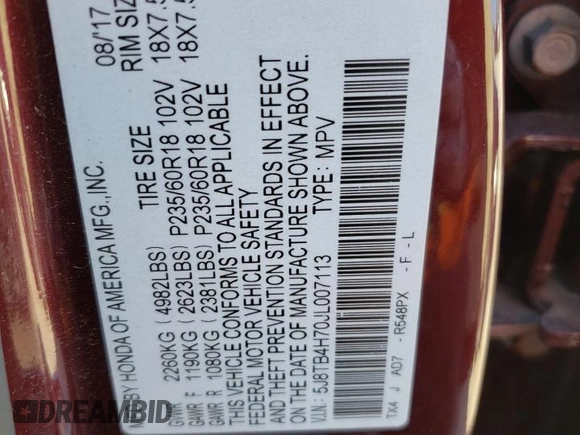 BY HONDA OF AMERICA MFG., INC. 08/'17
TIRE SIZE RIM SIZ
2260KG (4982LBS)
GAWR F 1190KG (2623LBS) P235/60R18 102V 18X7.5
GAWR R 1080KG (2381LBS) P235/60R18 102V 18X7.5
THIS VEHICLE CONFORMS TO ALL APPLICABLE
FEDERAL MOTOR VEHICLE SAFETY
AND THEFT PREVENTION STANDARDS IN EFFECT
ON THE DATE OF MANUFACTURE SHOWN ABOVE.
V.I.N.: 5J8TB4H70JL007113 TYPE: MPV
TX4 J AD7 - R548PX - F - L
DREAMBID